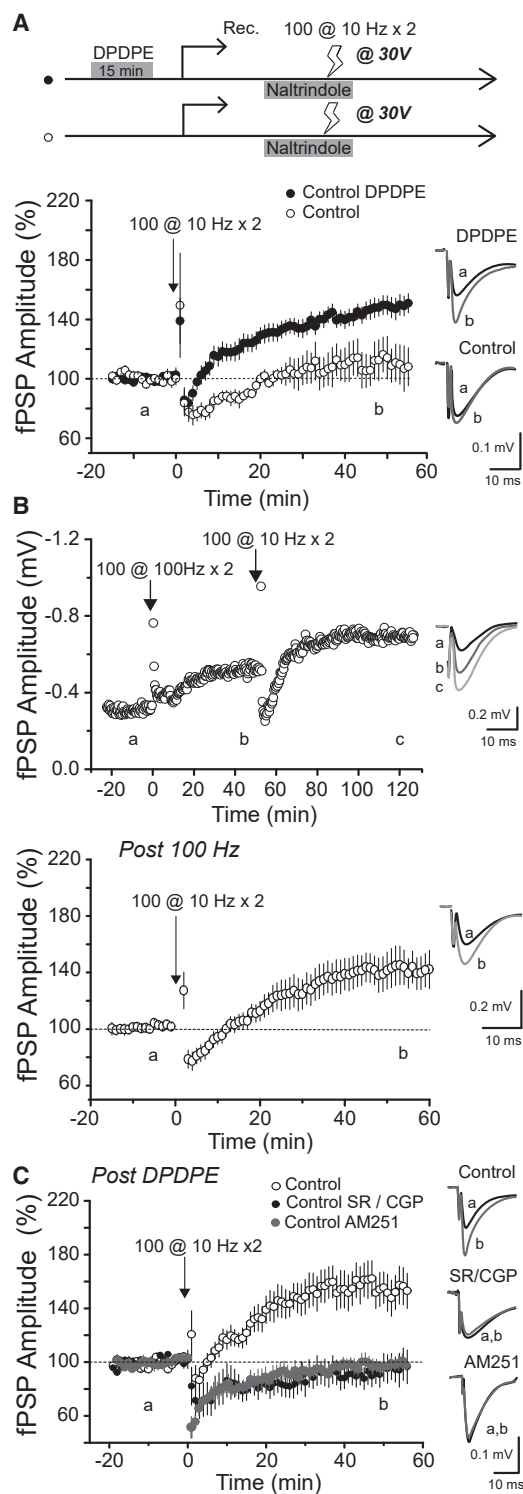 A
DPDPE
15 min
Rec.
100 @ 10 Hz x 2
@ 30V
Naltrindole
@ 30V
Naltrindole
Control DPDPE
Control
100 @ 10 Hz x 2
fPSP Amplitude (%)
220
180
140
100
60
a
b
-20
0
20
40
60
Time (min)
DPDPE
a
b
Control
a
b
0.1 mV
10 ms
B
100 @ 10 Hz x 2
100 @ 100Hz x 2
fPSP Amplitude (mV)
-1.2
-0.8
-0.4
0.0
a
b
c
-20
0
20
40
60
80
100
120
Time (min)
a
b
c
0.2 mV
10 ms
Post 100 Hz
100 @ 10 Hz x 2
fPSP Amplitude (%)
220
180
140
100
60
a
b
-20
0
20
40
60
Time (min)
a
b
0.2 mV
10 ms
C
Post DPDPE
Control
Control SR / CGP
Control AM251
100 @ 10 Hz x2
fPSP Amplitude (%)
220
180
140
100
60
a
b
-20
0
20
40
60
Time (min)
Control
a
b
SR/CGP
a,b
AM251
a,b
0.1 mV
10 ms